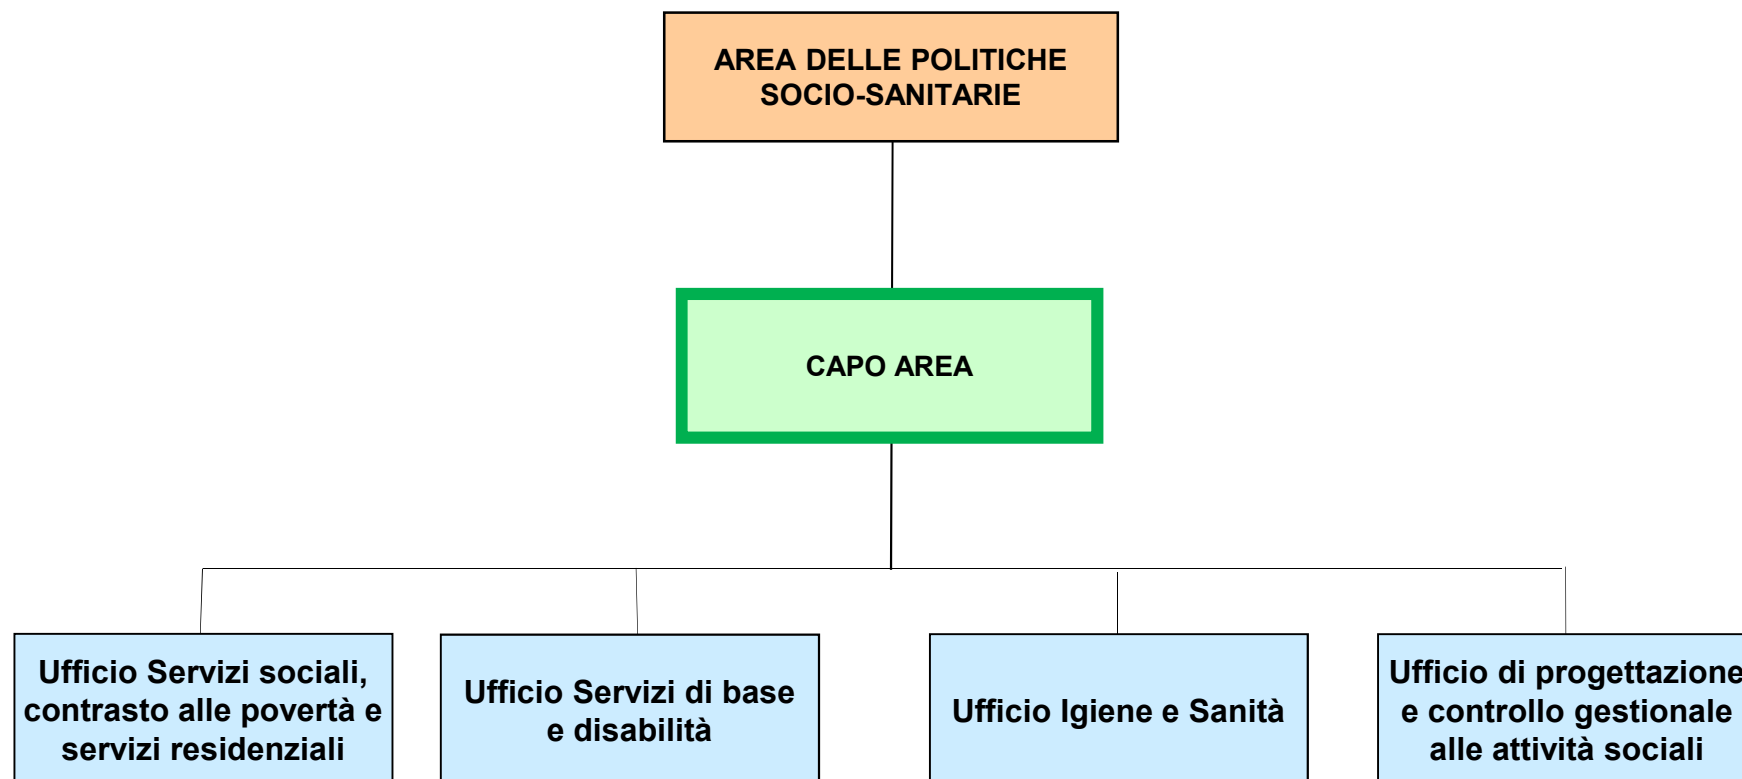 AREA DELLE POLITICHE
SOCIO-SANITARIE
CAPO AREA
Ufficio Servizi sociali,
contrasto alle povertà e
servizi residenziali
Ufficio Servizi di base
e disabilità
Ufficio Igiene e Sanità
Ufficio di progettazione
e controllo gestionale
alle attività sociali